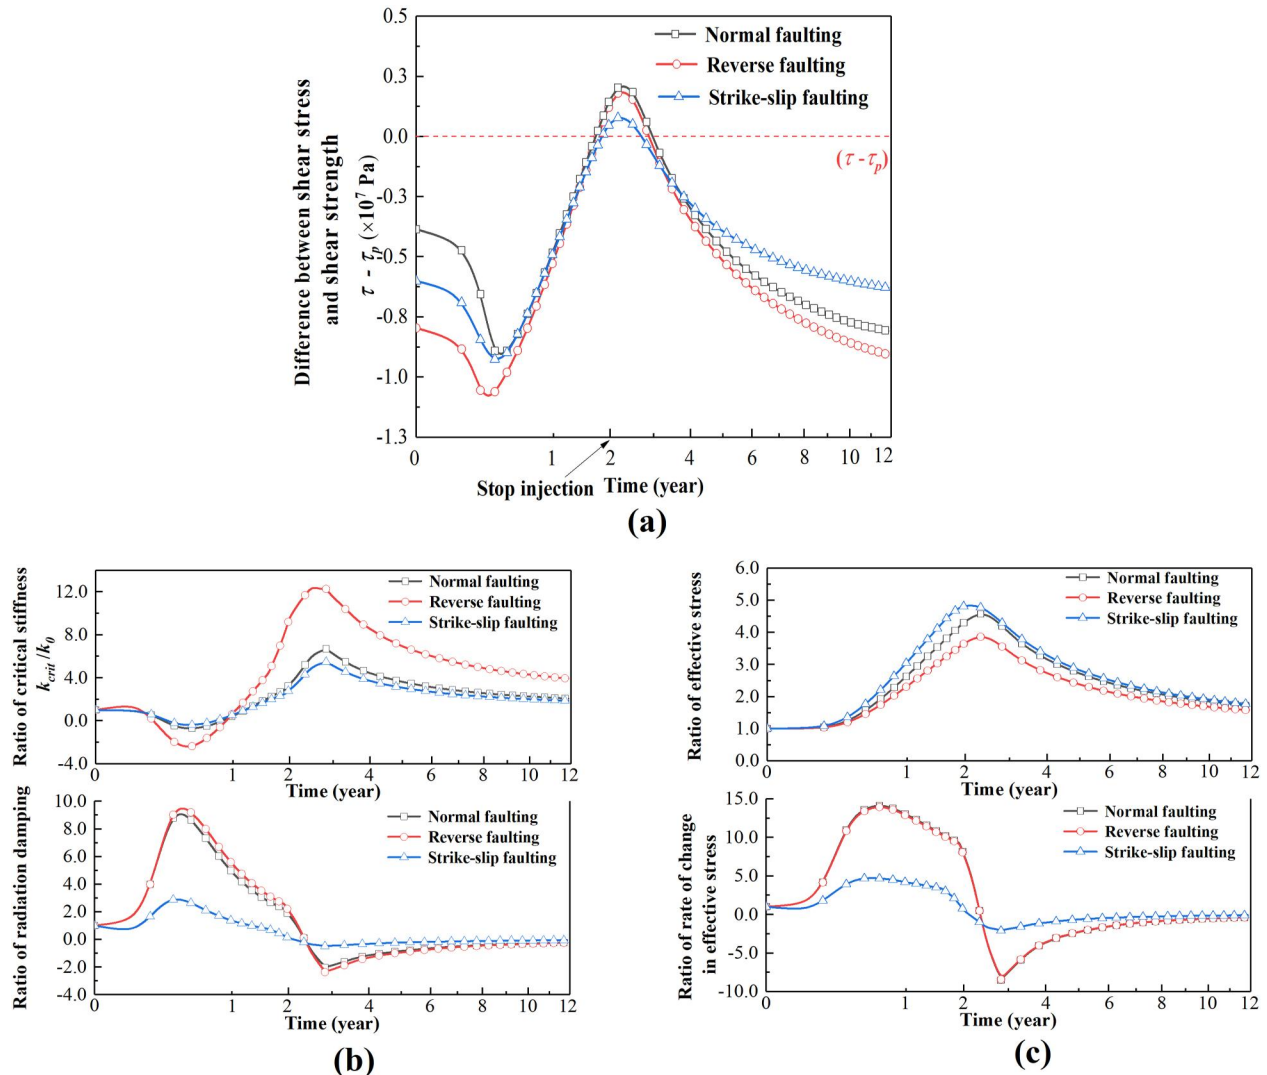 0.5
0.3
0.0
-0.3
-0.5
-0.8
-1.0
-1.3
Difference between shear stress
and shear strength
τ - τp (×10⁷ Pa)
Normal faulting
Reverse faulting
Strike-slip faulting
(τ - τp)
0 1 2 4 6 8 10 12
Stop injection
Time (year)
(a)
Ratio of critical stiffness
kcrit/k0
12.0
8.0
4.0
0.0
-4.0
Normal faulting
Reverse faulting
Strike-slip faulting
0 1 2 4 6 8 10 12
Time (year)
Ratio of radiation damping
10.0
8.0
6.0
4.0
2.0
0.0
-2.0
-4.0
Normal faulting
Reverse faulting
Strike-slip faulting
0 1 2 4 6 8 10 12
Time (year)
(b)
Ratio of effective stress
6.0
5.0
4.0
3.0
2.0
1.0
0.0
Normal faulting
Reverse faulting
Strike-slip faulting
0 1 2 4 6 8 10 12
Time (year)
Ratio of rate of change
in effective stress
15.0
10.0
5.0
0.0
-5.0
-10.0
Normal faulting
Reverse faulting
Strike-slip faulting
0 1 2 4 6 8 10 12
Time (year)
(c)